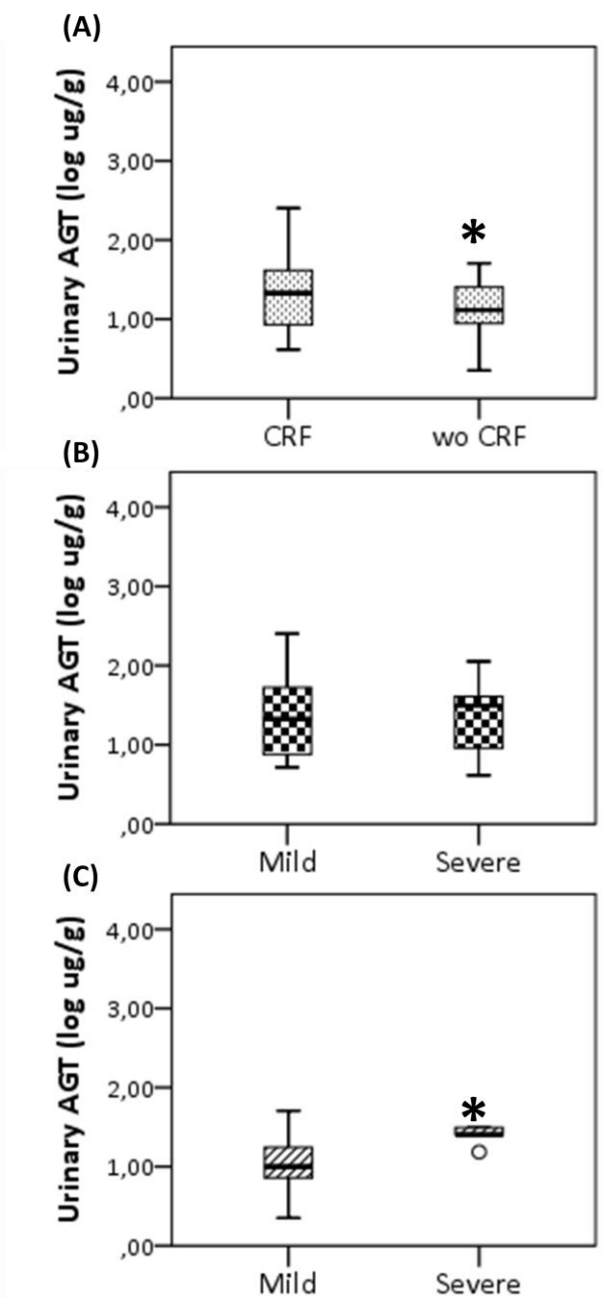 (A)
Urinary AGT (log ug/g)
4,00
3,00
2,00
*
1,00
,00
CRF wo CRF
(B)
Urinary AGT (log ug/g)
4,00
3,00
2,00
1,00
,00
Mild Severe
(C)
Urinary AGT (log ug/g)
4,00
3,00
2,00
*
1,00
,00
Mild Severe